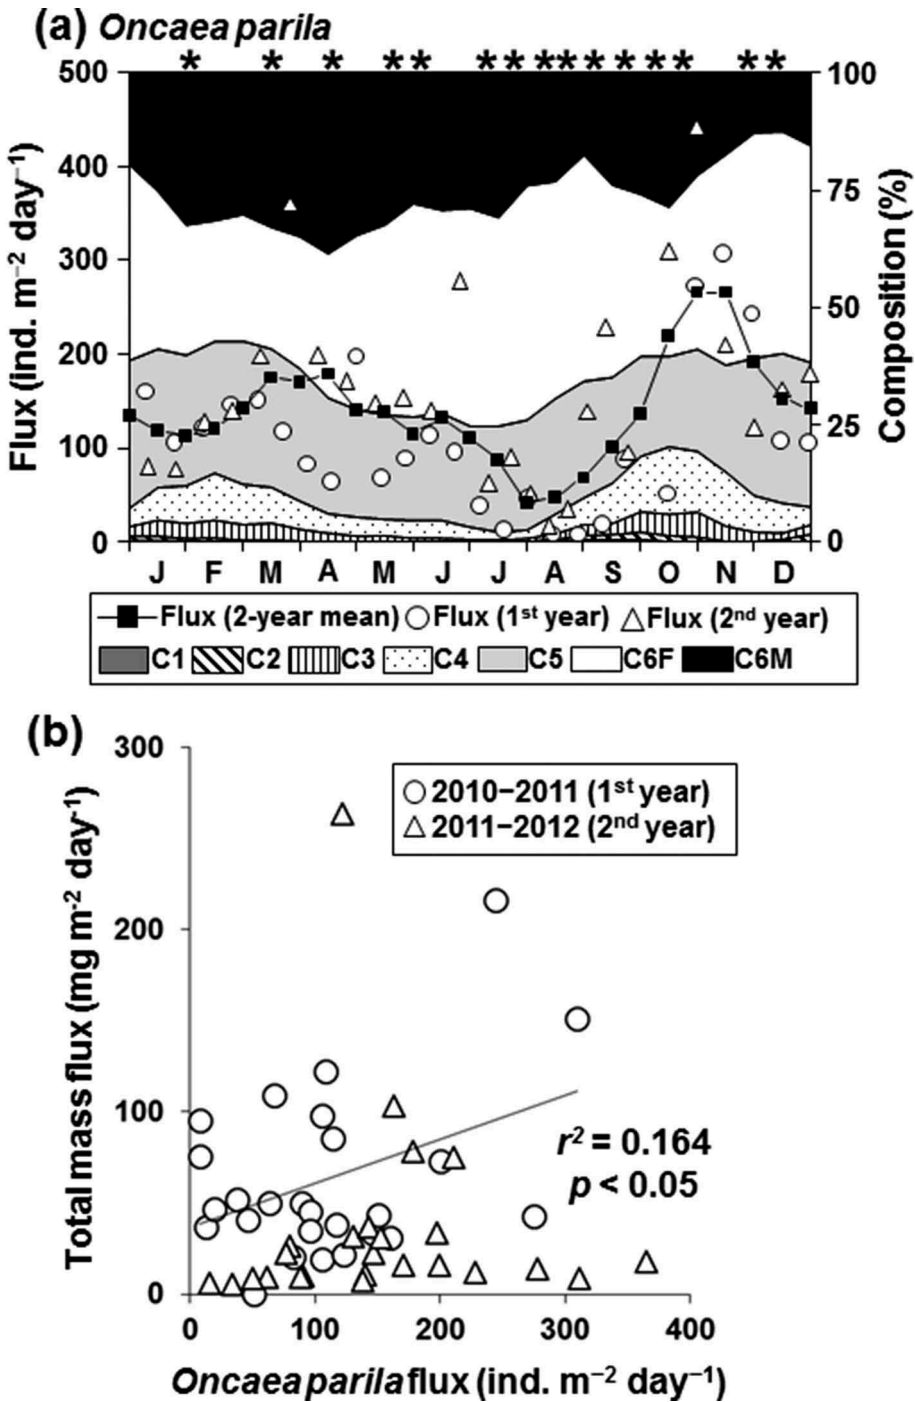 (a) Oncaea parila
* * * * * * * * * * * * * * * *
500 100
400
75
300
50
200
25
100
0 0
Flux (ind. m−2 day−1)
Composition (%)
J F M A M J J A S O N D
Flux (2-year mean) Flux (1st year) Flux (2nd year)
C1 C2 C3 C4 C5 C6F C6M
(b)
300
2010−2011 (1st year)
2011−2012 (2nd year)
200
100
r2 = 0.164
p < 0.05
0
Total mass flux (mg m-2 day-1)
0 100 200 300 400
Oncaea parila flux (ind. m−2 day−1)